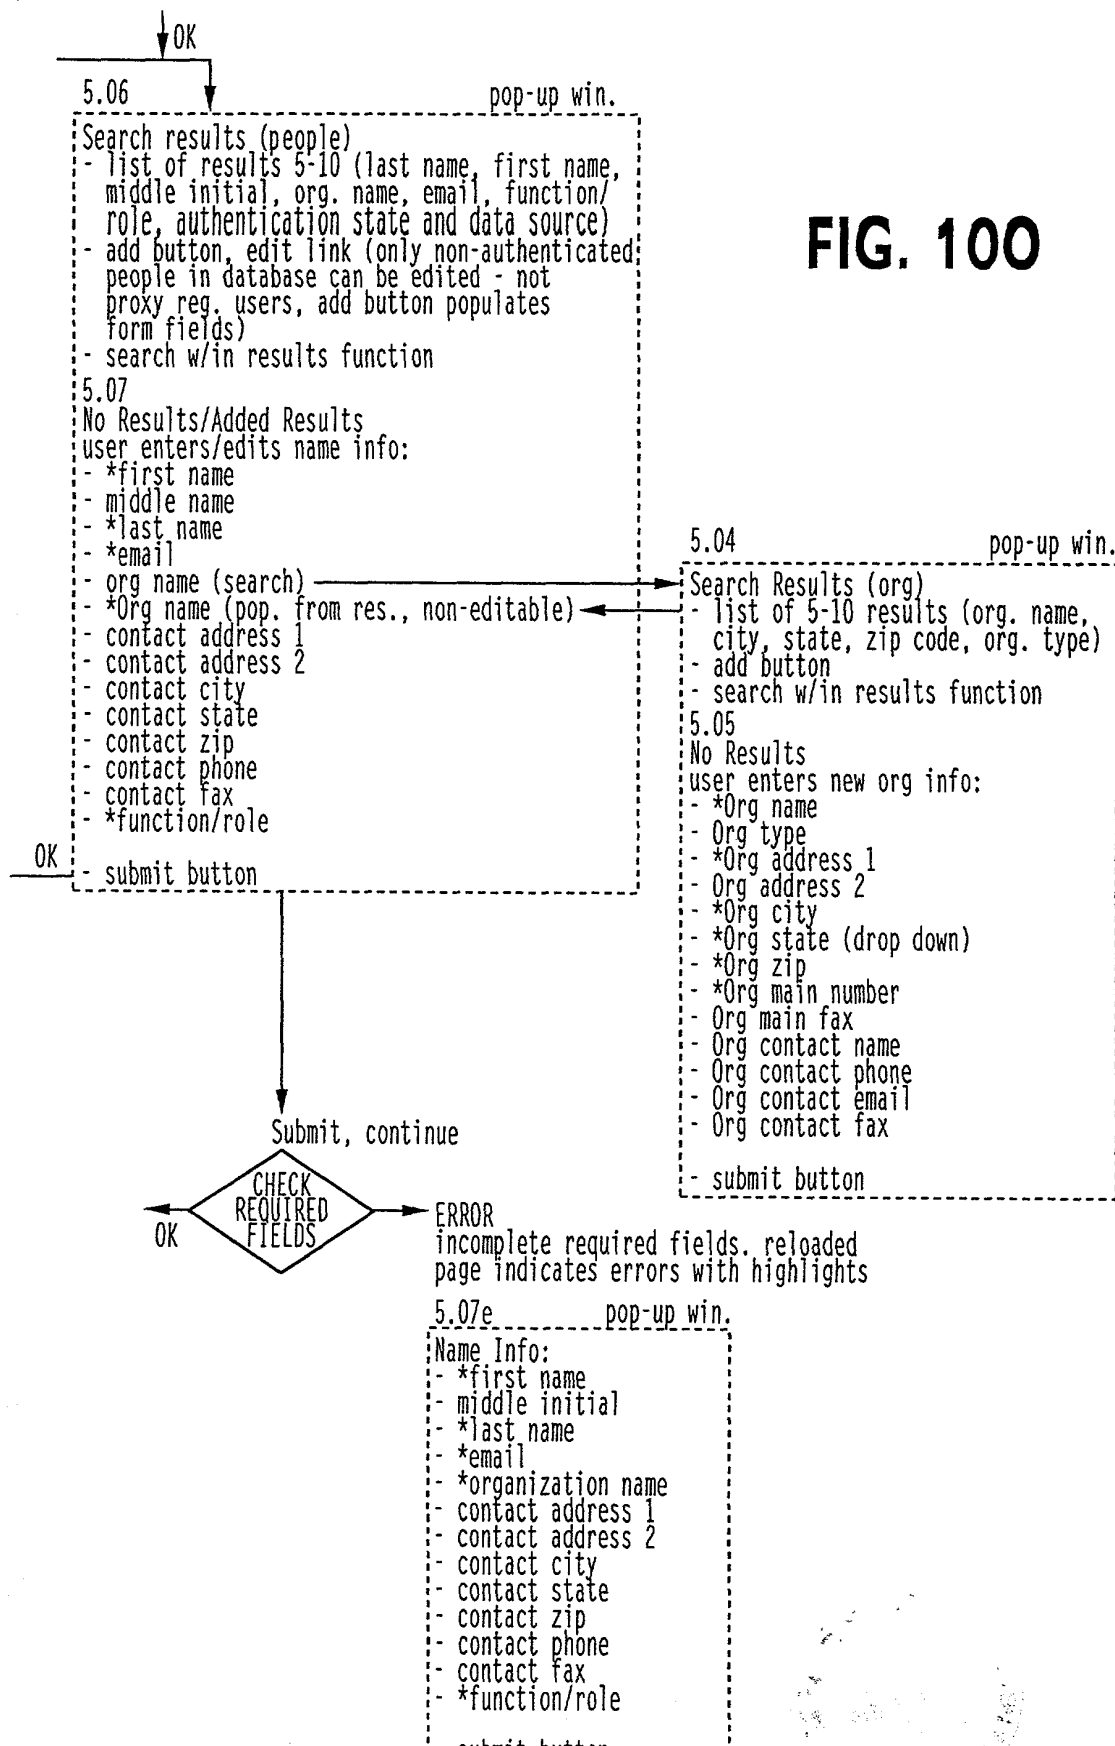 OK
5.06 pop-up win.
Search results (people)
- list of results 5-10 (last name, first name,
middle initial, org. name, email, function/
role, authentication state and data source)
- add button, edit link (only non-authenticated
people in database can be edited - not
proxy reg. users, add button populates
form fields)
- search w/in results function
5.07
No Results/Added Results
user enters/edits name info:
- *first name
- middle name
- *last name
- *email
- org name (search)
- *Org name (pop. from res., non-editable)
- contact address 1
- contact address 2
- contact city
- contact state
- contact zip
- contact phone
- contact fax
- *function/role
OK
- submit button
FIG. 100
5.04 pop-up win.
Search Results (org)
- list of 5-10 results (org. name,
city, state, zip code, org. type)
- add button
- search w/in results function
5.05
No Results
user enters new org info:
- *Org name
- Org type
- *Org address 1
- Org address 2
- *Org city
- *Org state (drop down)
- *Org zip
- *Org main number
- Org main fax
- Org contact name
- Org contact phone
- Org contact email
- Org contact fax
- submit button
Submit, continue
CHECK
REQUIRED
FIELDS
OK
ERROR
incomplete required fields. reloaded
page indicates errors with highlights
5.07e pop-up win.
Name Info:
- *first name
- middle initial
- *last name
- *email
- *organization name
- contact address 1
- contact address 2
- contact city
- contact state
- contact zip
- contact phone
- contact fax
- *function/role
submit button